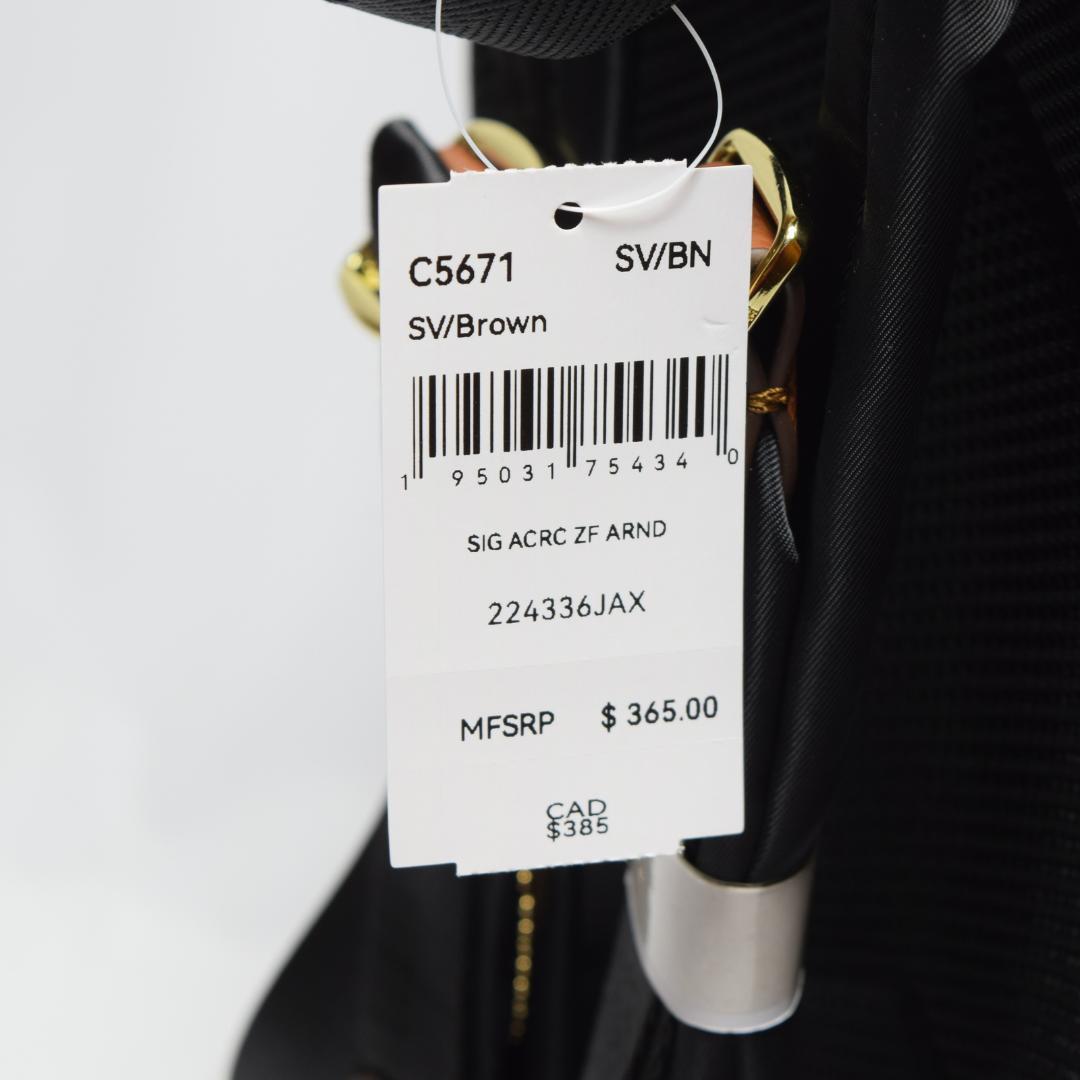 C5671 SV/BN
SV/Brown
1 95031 75434 0
SIG ACRC ZF ARND
224336JAX
MFSRP $ 365.00
CAD
$385